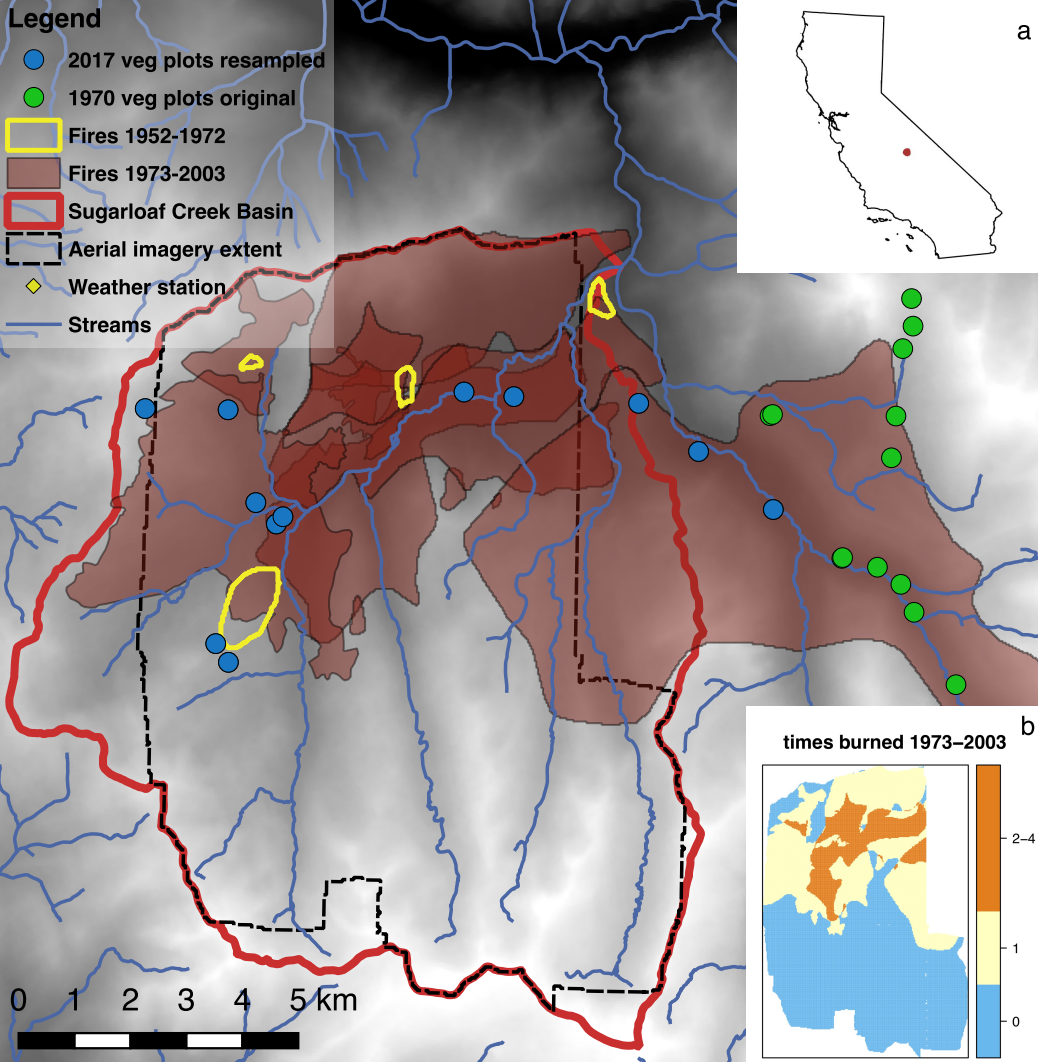 Legend
2017 veg plots resampled
1970 veg plots original
Fires 1952-1972
Fires 1973-2003
Sugarloaf Creek Basin
Aerial imagery extent
Weather station
Streams
a
b
times burned 1973–2003
2–4
1
0
0 1 2 3 4 5 km